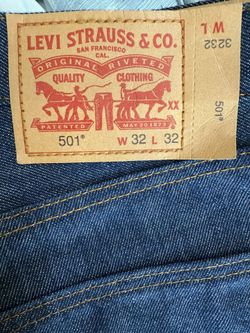 LEVI STRAUSS & CO.
SAN FRANCISCO
CAL.
ORIGINAL RIVETED
QUALITY CLOTHING
XX
PATENTED MAY 20 1873
501®
W 32 L 32
W L
3232
501®